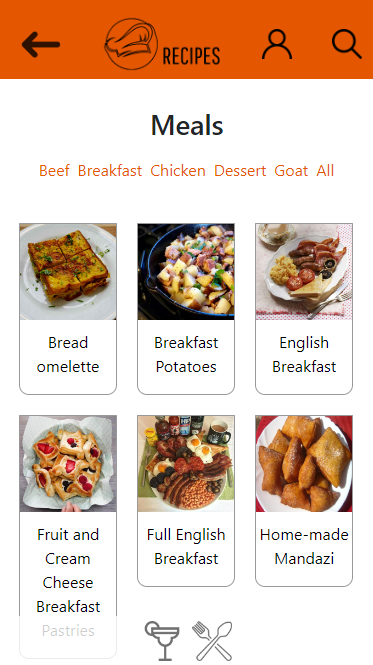 RECIPES
Meals
Beef Breakfast Chicken Dessert Goat All
Bread
omelette
Breakfast
Potatoes
English
Breakfast
Fruit and
Cream
Cheese
Breakfast
Pastries
Full English
Breakfast
Home-made
Mandazi